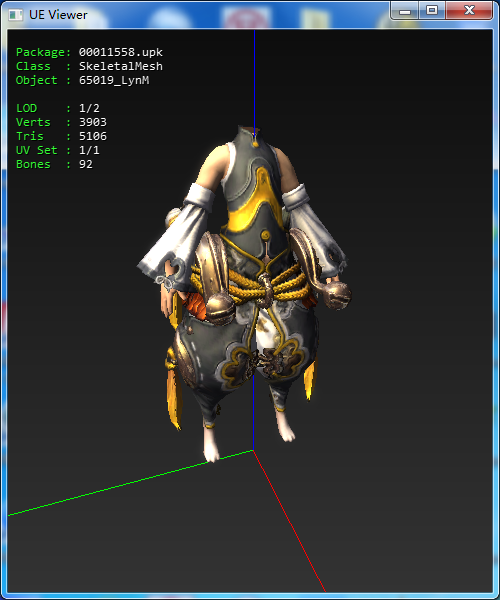 UE Viewer
Package: 00011558.upk
Class : SkeletalMesh
Object : 65019_LynM
LOD : 1/2
Verts : 3903
Tris : 5106
UV Set : 1/1
Bones : 92